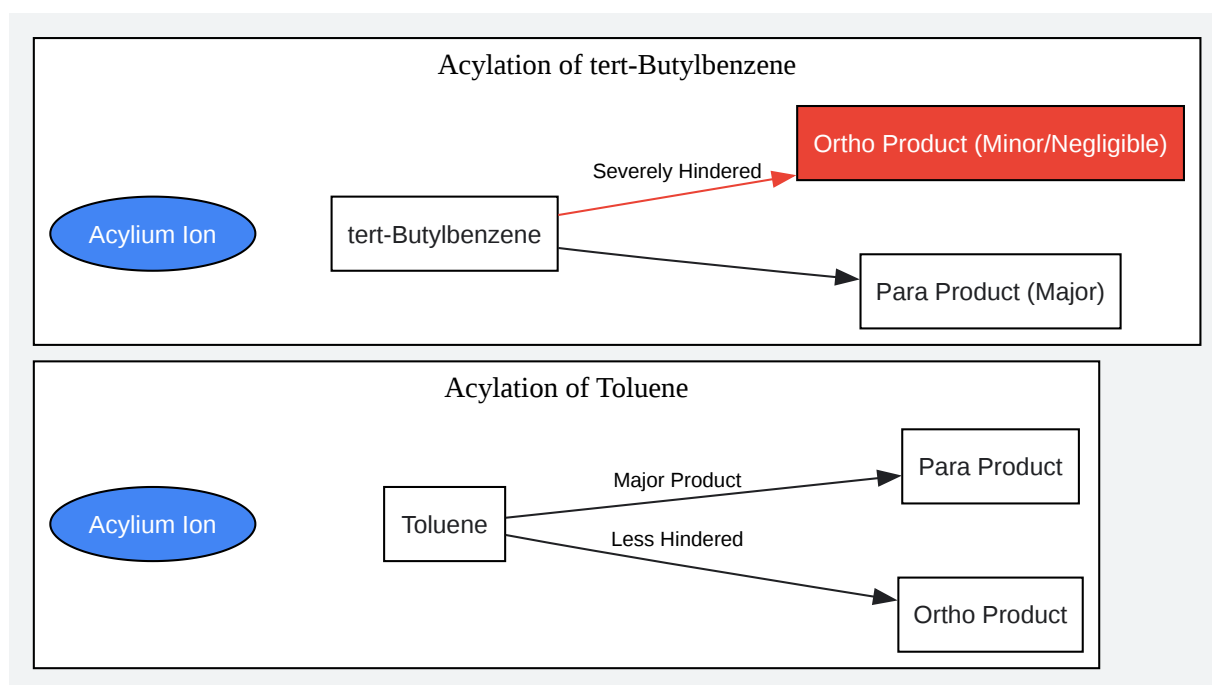 Acylation of tert-Butylbenzene
Ortho Product (Minor/Negligible)
Severely Hindered
Acylium Ion
tert-Butylbenzene
Para Product (Major)
Acylation of Toluene
Para Product
Major Product
Acylium Ion
Toluene
Less Hindered
Ortho Product